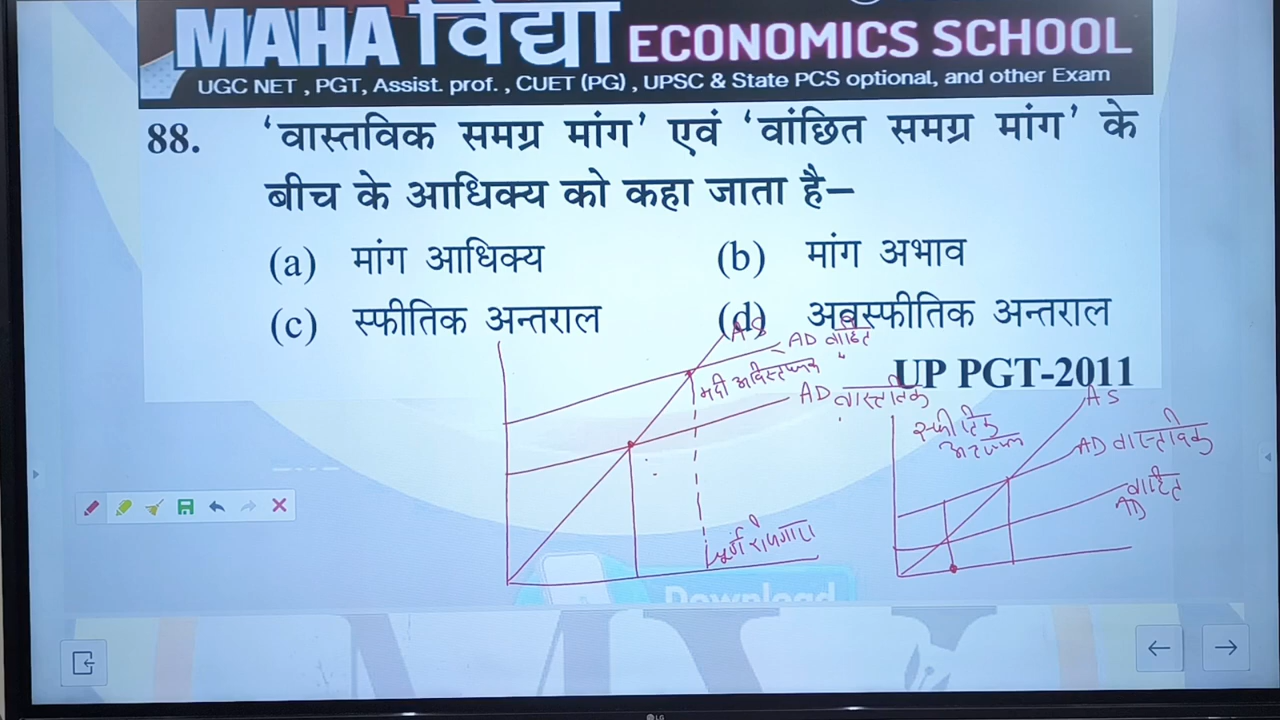 MAHA विद्या ECONOMICS SCHOOL
UGC NET , PGT, Assist. prof. , CUET (PG) , UPSC & State PCS optional, and other Exam
88. ‘वास्तविक समग्र मांग’ एवं ‘वांछित समग्र मांग’ के
बीच के आधिक्य को कहा जाता है–
(a) मांग आधिक्य (b) मांग अभाव
(c) स्फीतिक अन्तराल (d) अवस्फीतिक अन्तराल
UP PGT-2011
AS
AD
AD वास्तविक
पूर्ण रोजगार
AS
AD वास्तविक
AD
Download
LG